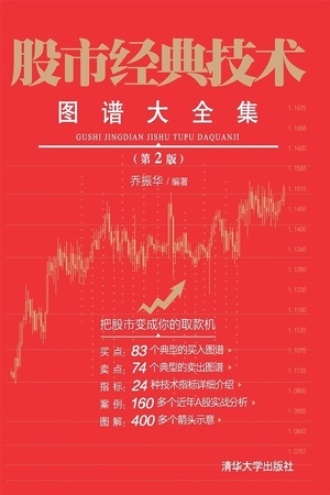 股市经典技术
图谱大全集
GUSHI JINGDIAN JISHU TUPU DAQUANJI
(第2版)
乔振华/编著
把股市变成你的取款机
买点：83个典型的买入图谱
卖点：74个典型的卖出图谱
指标：24种技术指标详细介绍
案例：160多个近年A股实战分析
图解：400多个箭头示意
清华大学出版社